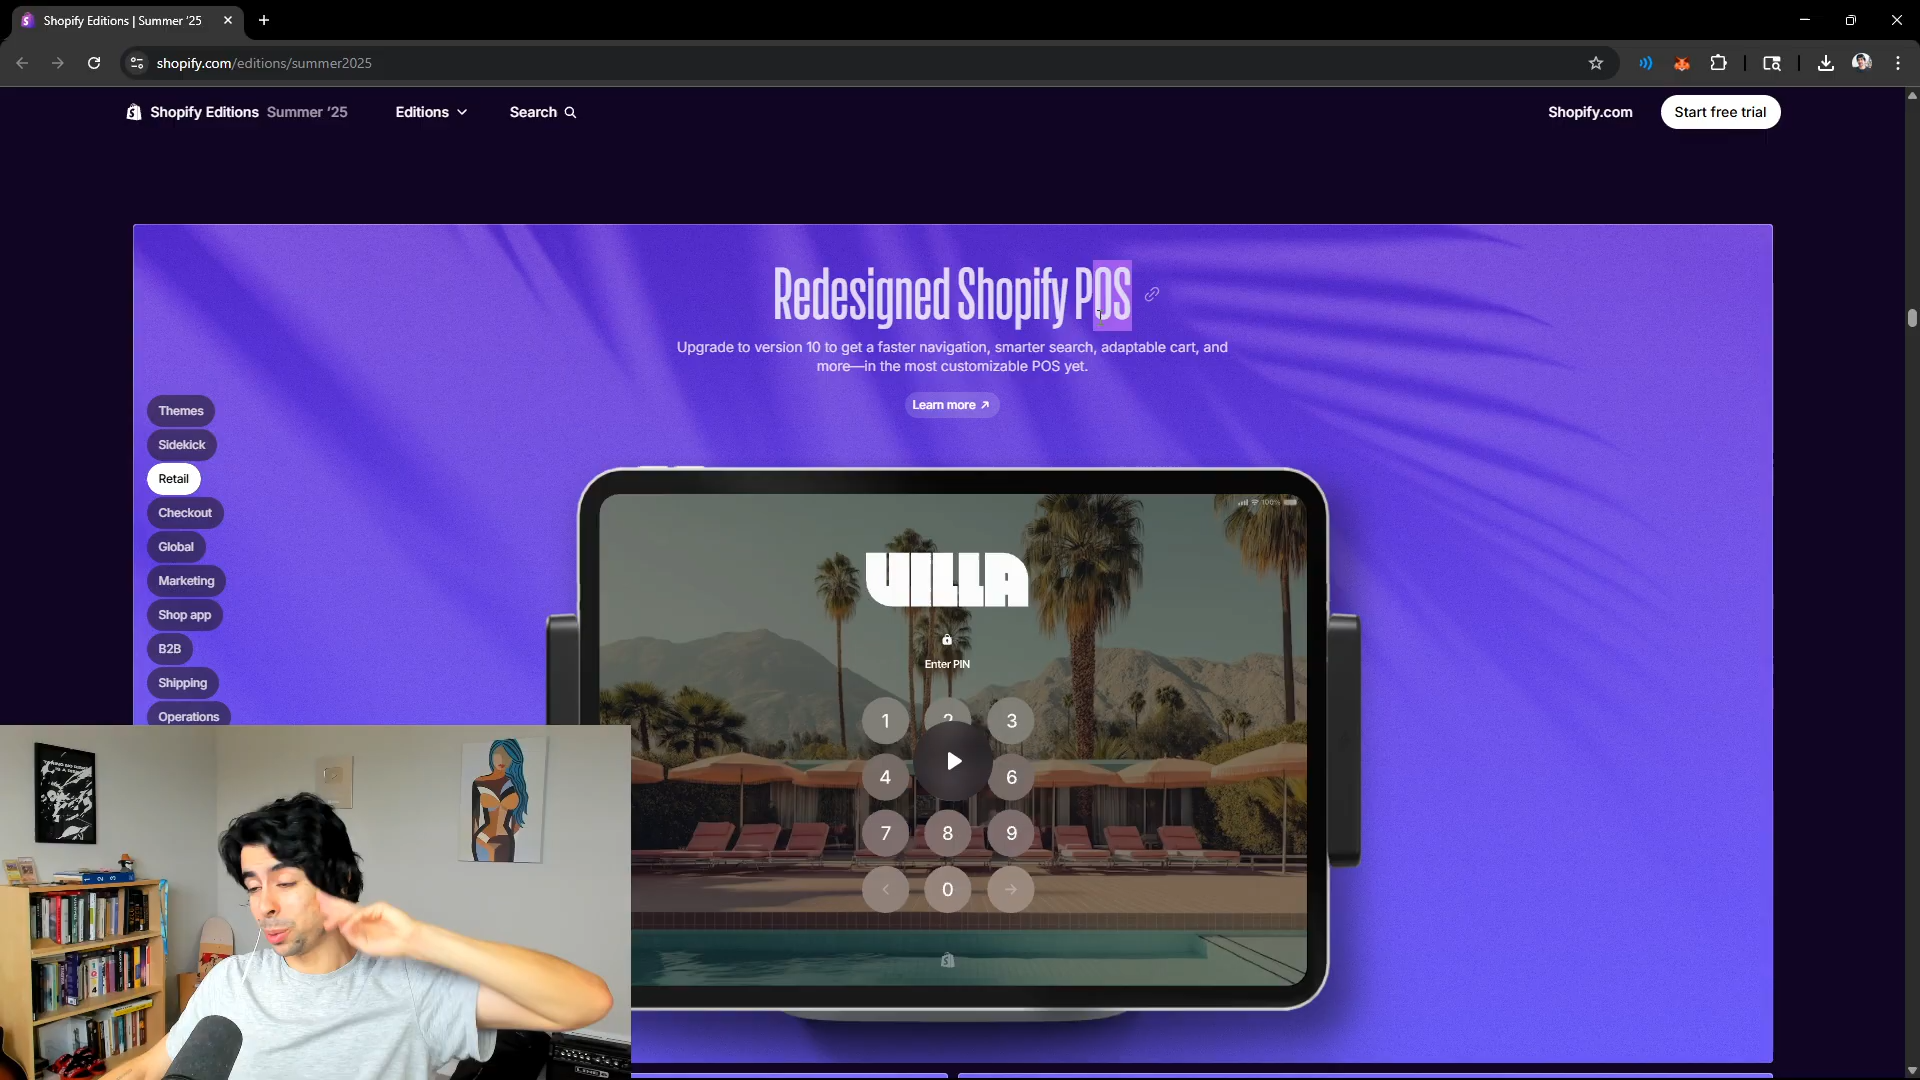 Shopify Editions | Summer '25
shopify.com/editions/summer2025
Shopify Editions Summer '25
Editions
Search
Shopify.com
Start free trial
Redesigned Shopify POS
Upgrade to version 10 to get a faster navigation, smarter search, adaptable cart, and
more—in the most customizable POS yet.
Learn more
Themes
Sidekick
Retail
Checkout
Global
Marketing
Shop app
B2B
Shipping
Operations
100%
VILLA
Enter PIN
1 2 3
4 6
7 8 9
0